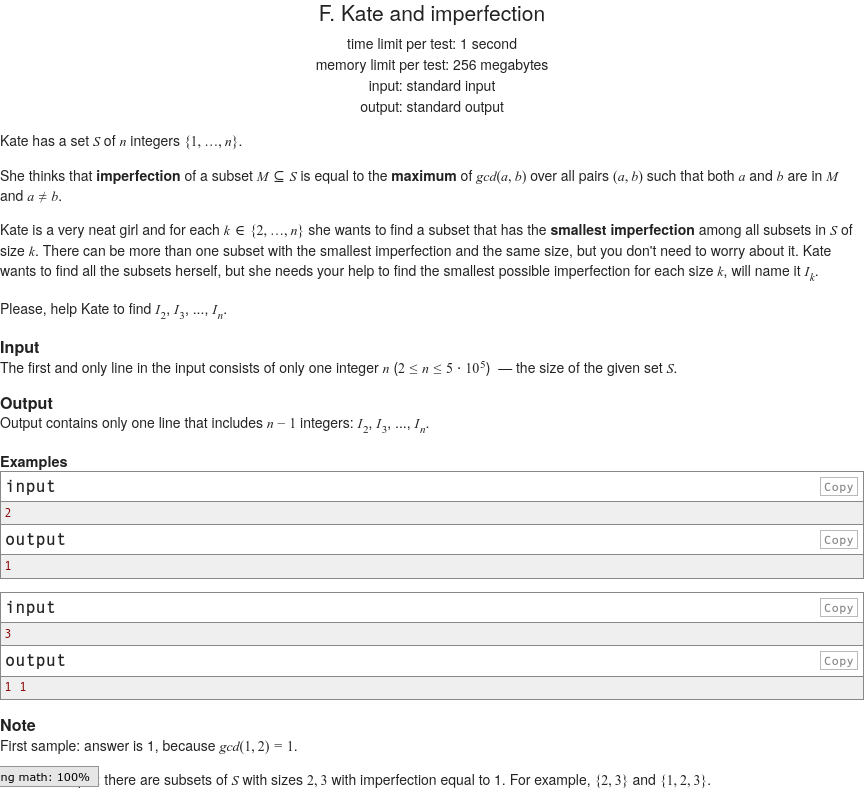 F. Kate and imperfection
time limit per test: 1 second
memory limit per test: 256 megabytes
input: standard input
output: standard output
Kate has a set S of n integers {1, …, n}.
She thinks that imperfection of a subset M ⊆ S is equal to the maximum of gcd(a, b) over all pairs (a, b) such that both a and b are in M
and a ≠ b.
Kate is a very neat girl and for each k ∈ {2, …, n} she wants to find a subset that has the smallest imperfection among all subsets in S of
size k. There can be more than one subset with the smallest imperfection and the same size, but you don't need to worry about it. Kate
wants to find all the subsets herself, but she needs your help to find the smallest possible imperfection for each size k, will name it I_k.
Please, help Kate to find I_2, I_3, ..., I_n.
Input
The first and only line in the input consists of only one integer n (2 ≤ n ≤ 5 · 10^5) — the size of the given set S.
Output
Output contains only one line that includes n − 1 integers: I_2, I_3, ..., I_n.
Examples
input Copy
2
output Copy
1
input Copy
3
output Copy
1 1
Note
First sample: answer is 1, because gcd(1, 2) = 1.
ng math: 100% there are subsets of S with sizes 2, 3 with imperfection equal to 1. For example, {2, 3} and {1, 2, 3}.